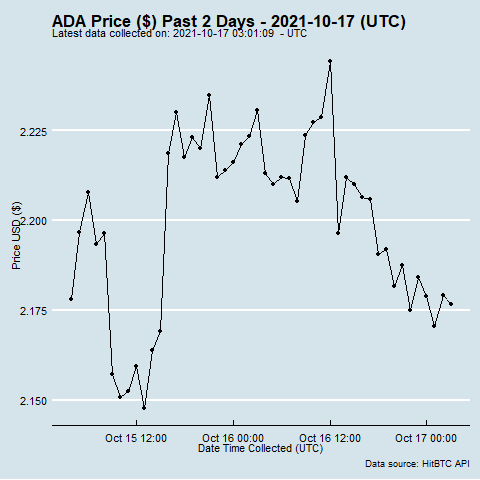 ADA Price ($) Past 2 Days - 2021-10-17 (UTC)
Latest data collected on: 2021-10-17 03:01:09 - UTC
Price USD ($)
2.225
2.200
2.175
2.150
Oct 15 12:00
Oct 16 00:00
Oct 16 12:00
Oct 17 00:00
Date Time Collected (UTC)
Data source: HitBTC API